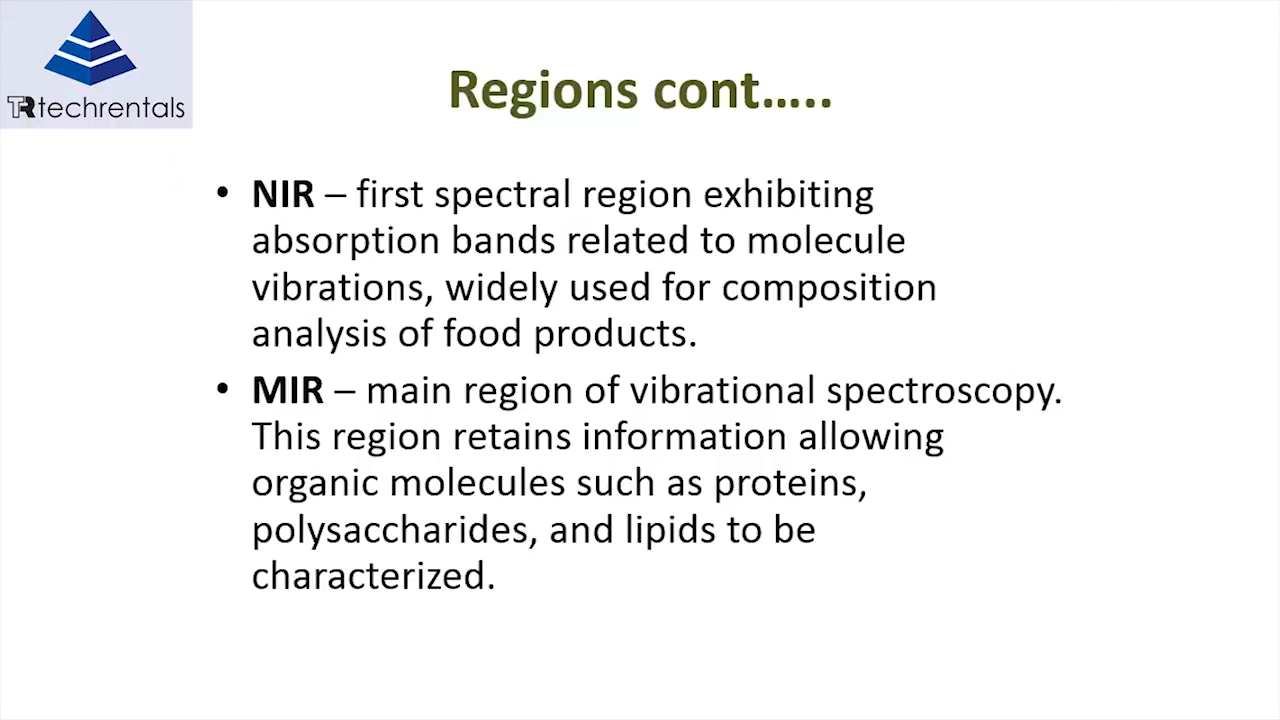 TR techrentals
Regions cont…..
• NIR – first spectral region exhibiting
absorption bands related to molecule
vibrations, widely used for composition
analysis of food products.
• MIR – main region of vibrational spectroscopy.
This region retains information allowing
organic molecules such as proteins,
polysaccharides, and lipids to be
characterized.